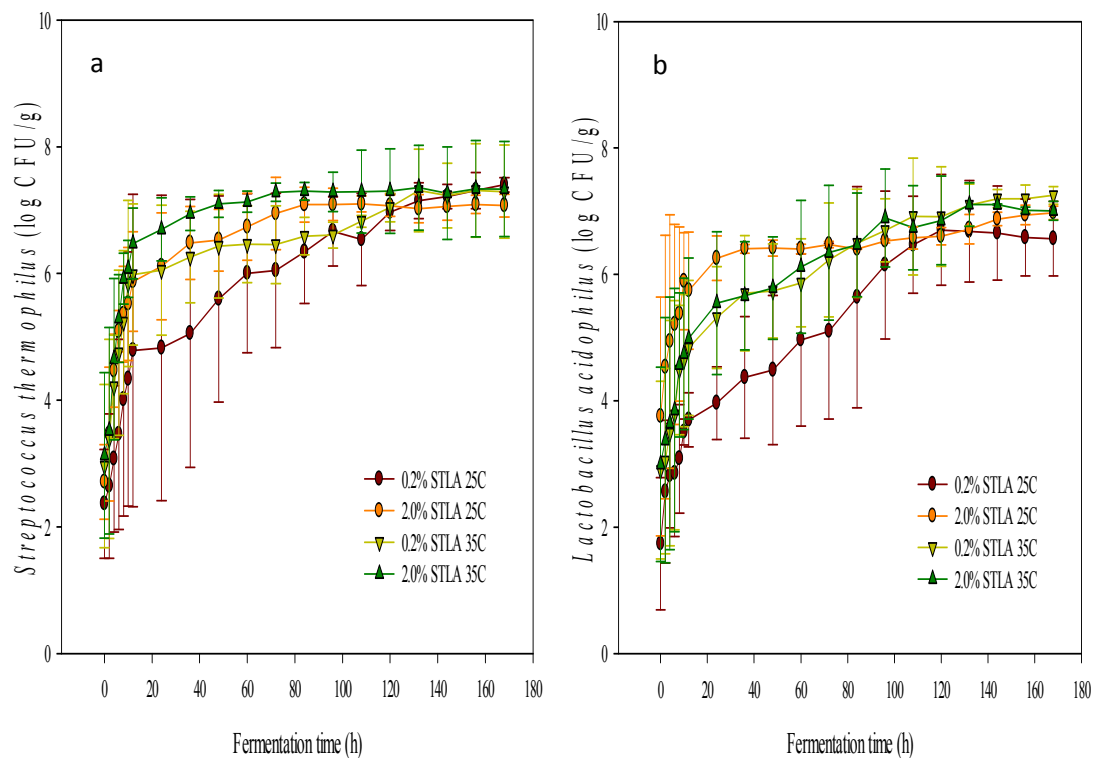 a
Streptococcus thermophilus (log CFU/g)
10
8
6
4
2
0
0 20 40 60 80 100 120 140 160 180
Fermentation time (h)
0.2% STLA 25C
2.0% STLA 25C
0.2% STLA 35C
2.0% STLA 35C
b
Lactobacillus acidophilus (log CFU/g)
10
8
6
4
2
0
0 20 40 60 80 100 120 140 160 180
Fermentation time (h)
0.2% STLA 25C
2.0% STLA 25C
0.2% STLA 35C
2.0% STLA 35C